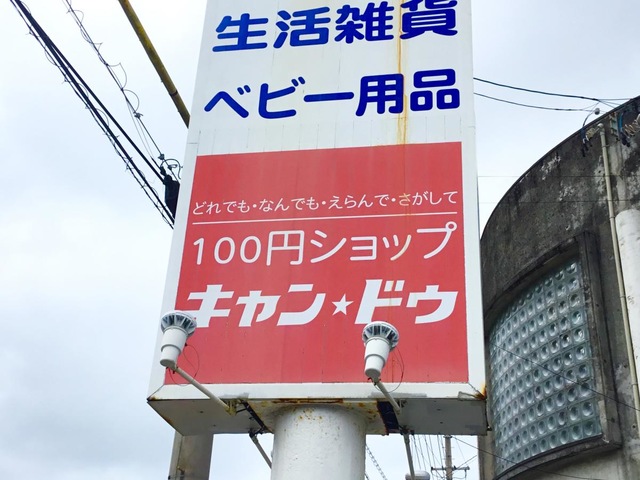 生活雑貨
ベビー用品
どれでも・なんでも・えらんで・さがして
100円ショップ
キャン★ドゥ